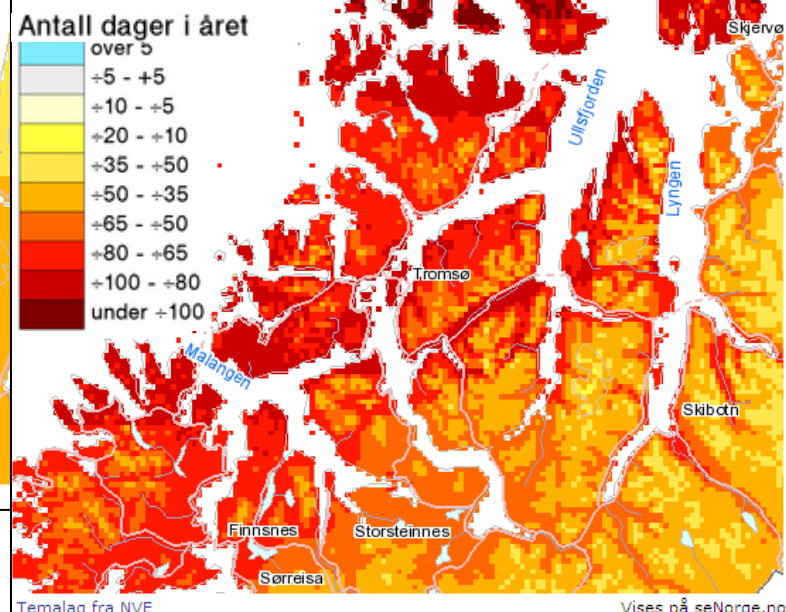 Antall dager i året
over 5
÷5 - +5
÷10 - ÷5
÷20 - ÷10
÷35 - ÷50
÷50 - ÷35
÷65 - ÷50
÷80 - ÷65
÷100 - ÷80
under ÷100
Skjervø
Ullsfjorden
Lyngen
Tromsø
Malangen
Skibotn
Finnsnes
Storsteinnes
Sørreisa
Temalag fra NVE
Vises på seNorge.no